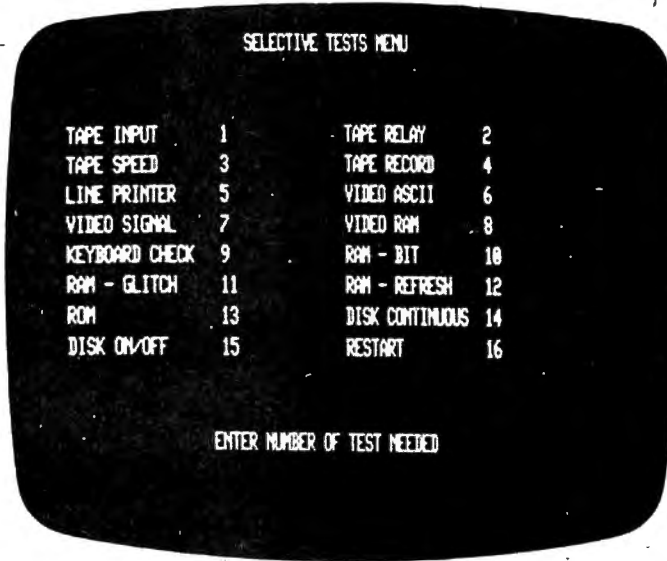 SELECTIVE TESTS MENU
TAPE INPUT 1 TAPE RELAY 2
TAPE SPEED 3 TAPE RECORD 4
LINE PRINTER 5 VIDEO ASCII 6
VIDEO SIGNAL 7 VIDEO RAM 8
KEYBOARD CHECK 9 RAM - BIT 10
RAM - GLITCH 11 RAM - REFRESH 12
ROM 13 DISK CONTINUOUS 14
DISK ON/OFF 15 RESTART 16
ENTER NUMBER OF TEST NEEDED